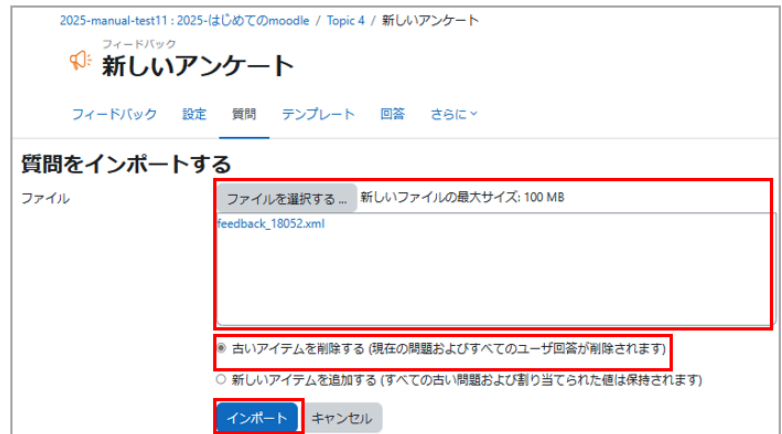 2025-manual-test11 : 2025-はじめてのmoodle / Topic 4 / 新しいアンケート
フィードバック
新しいアンケート
フィードバック 設定 質問 テンプレート 回答 さらに
質問をインポートする
ファイル
ファイルを選択する ... 新しいファイルの最大サイズ: 100 MB
feedback_18052.xml
古いアイテムを削除する (現在の問題およびすべてのユーザ回答が削除されます)
新しいアイテムを追加する (すべての古い問題および割り当てられた値は保持されます)
インポート キャンセル